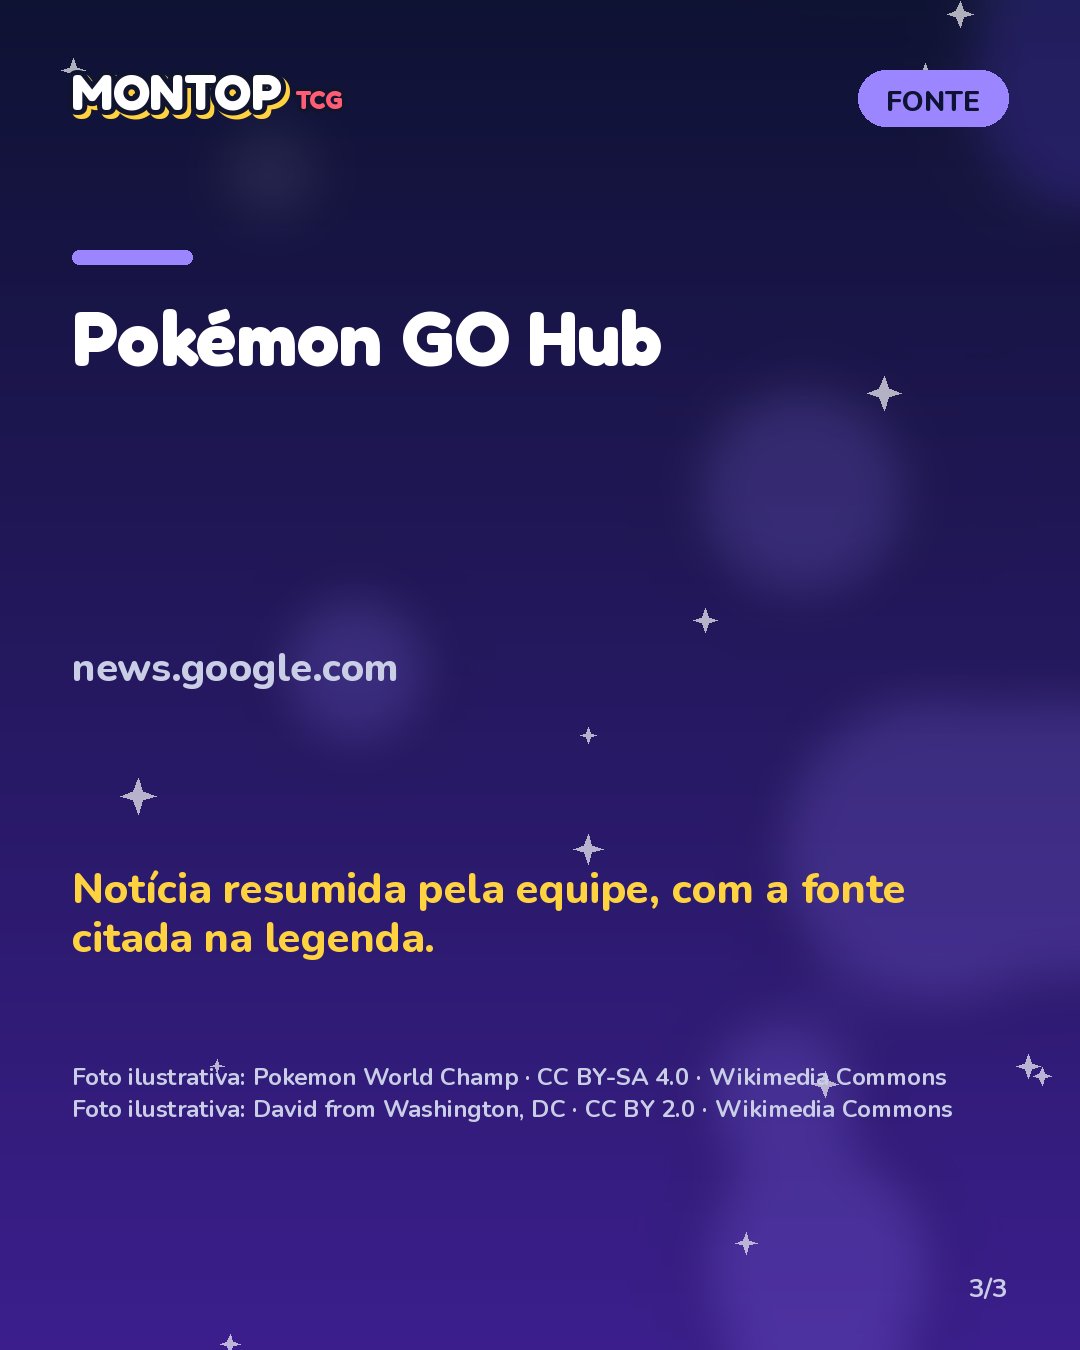 MONTOP TCG
FONTE
Pokémon GO Hub
news.google.com
Notícia resumida pela equipe, com a fonte
citada na legenda.
Foto ilustrativa: Pokemon World Champ · CC BY-SA 4.0 · Wikimedia Commons
Foto ilustrativa: David from Washington, DC · CC BY 2.0 · Wikimedia Commons
3/3